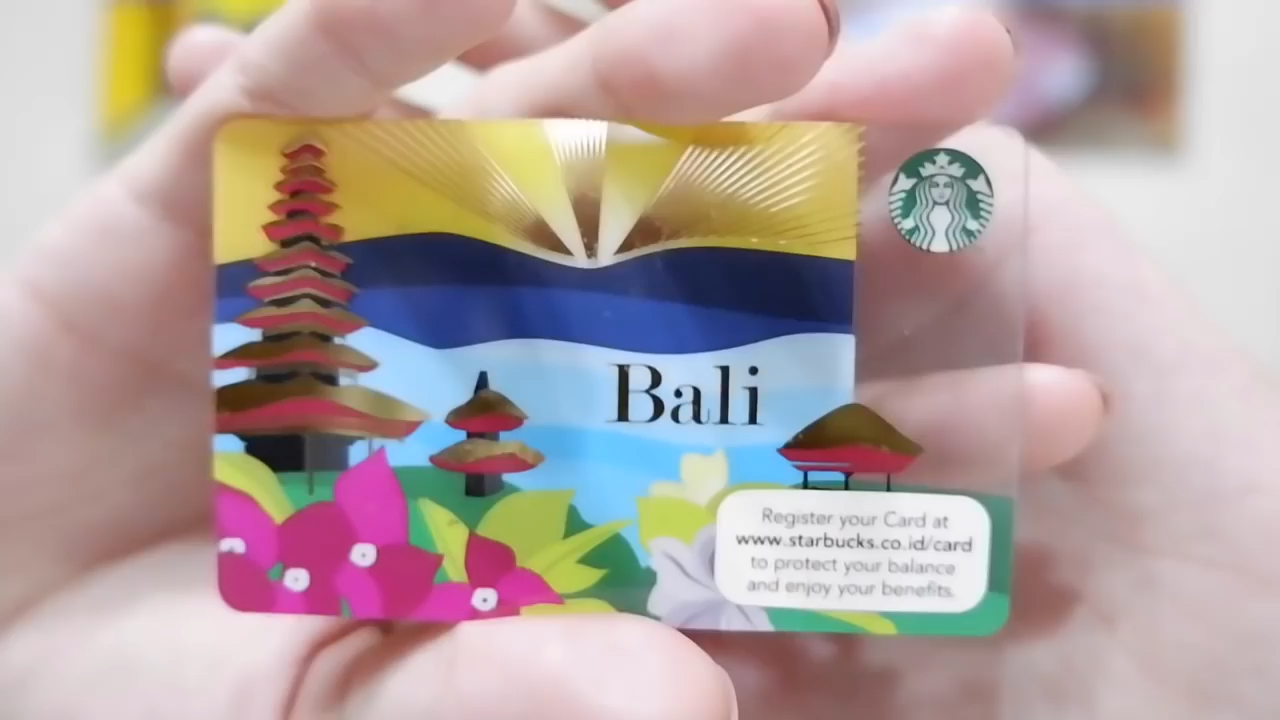 Bali
Register your Card at
www.starbucks.co.id/card
to protect your balance
and enjoy your benefits.